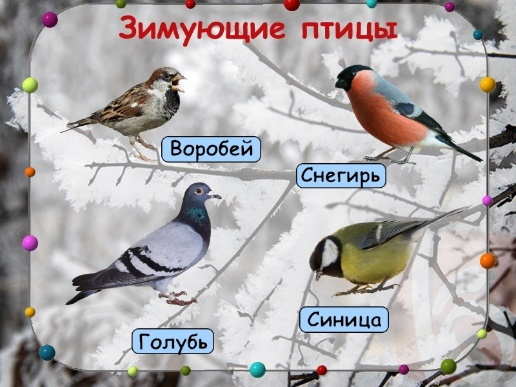 Зимующие птицы
Воробей
Снегирь
Голубь
Синица